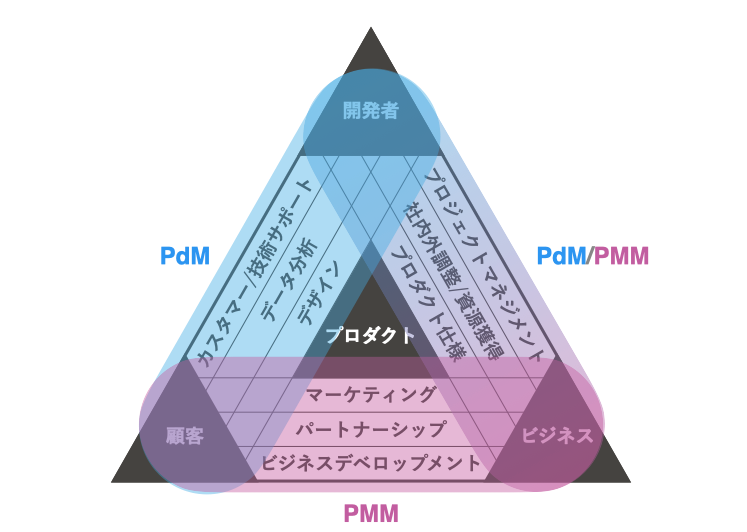 開発者
カスタマー/技術サポート
データ分析
デザイン
プロジェクトマネジメント
社内外調整/資源獲得
プロダクト仕様
PdM
PdM/PMM
プロダクト
マーケティング
パートナーシップ
ビジネスデベロップメント
顧客
ビジネス
PMM